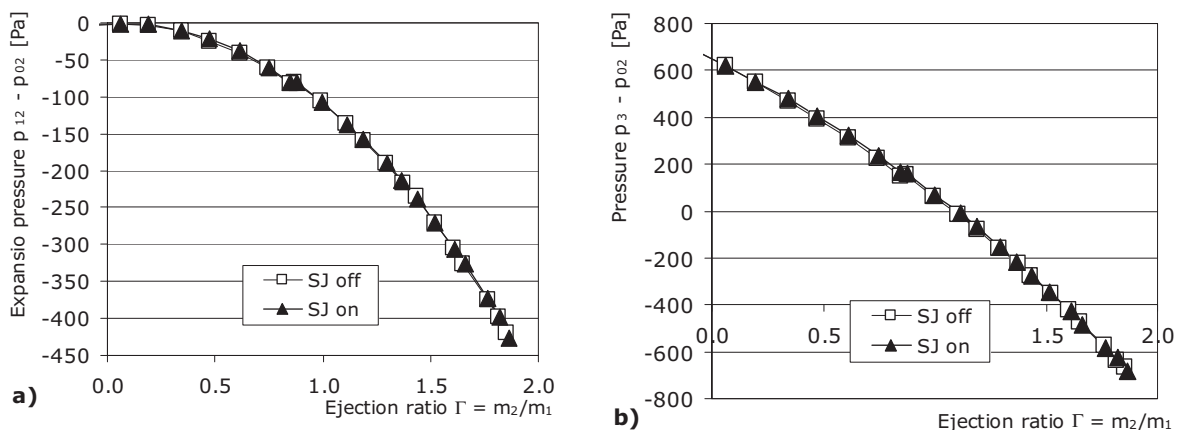 Expansio pressure p12 - p02 [Pa]
0
-50
-100
-150
-200
-250
-300
-350
-400
-450
SJ off
SJ on
0.0 0.5 1.0 1.5 2.0
a)
Ejection ratio Γ = m2/m1
Pressure p3 - p02 [Pa]
800
600
400
200
0
-200
-400
-600
-800
0.0 0.5 1.5 2.0
SJ off
SJ on
b)
Ejection ratio Γ = m2/m1